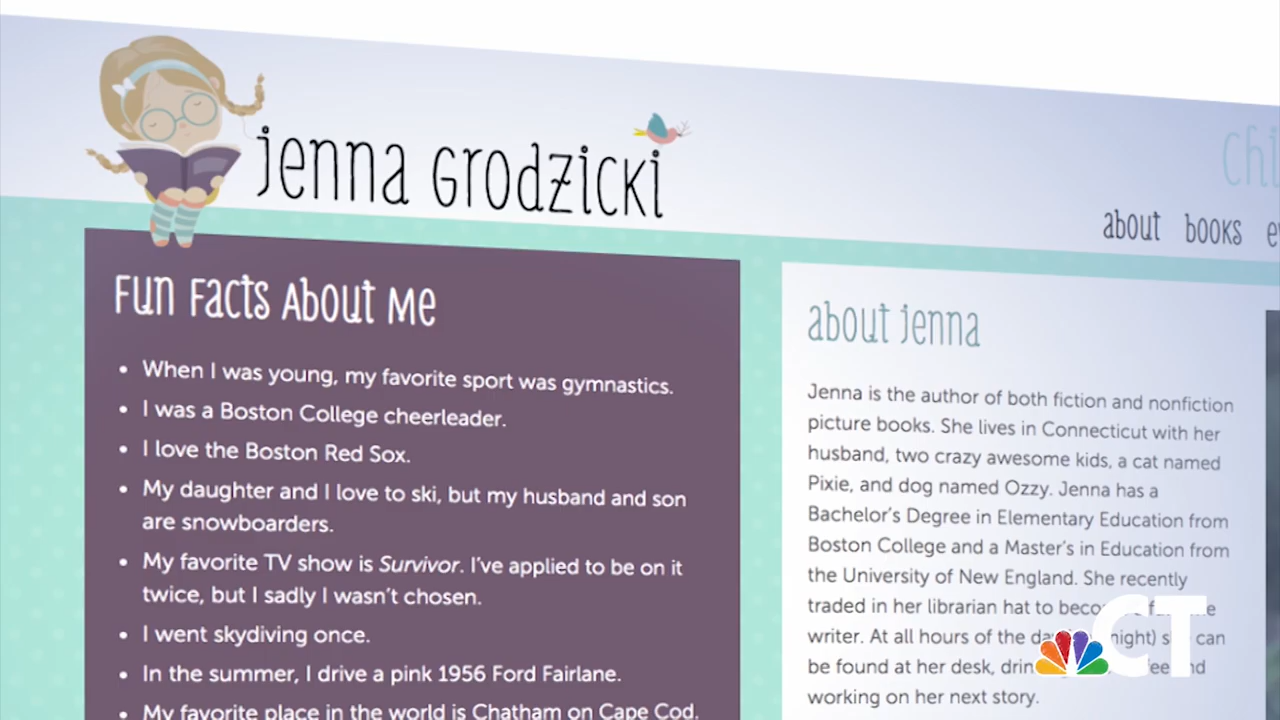 Jenna Grodzicki
Chi
about books ev
Fun Facts About Me
• When I was young, my favorite sport was gymnastics.
• I was a Boston College cheerleader.
• I love the Boston Red Sox.
• My daughter and I love to ski, but my husband and son
are snowboarders.
• My favorite TV show is Survivor. I've applied to be on it
twice, but I sadly I wasn't chosen.
• I went skydiving once.
• In the summer, I drive a pink 1956 Ford Fairlane.
• My favorite place in the world is Chatham on Cape Cod.
about Jenna
Jenna is the author of both fiction and nonfiction
picture books. She lives in Connecticut with her
husband, two crazy awesome kids, a cat named
Pixie, and dog named Ozzy. Jenna has a
Bachelor's Degree in Elementary Education from
Boston College and a Master's in Education from
the University of New England. She recently
traded in her librarian hat to
writer. At all hours of the night) she can
be found at her desk, and
working on her next story.
CT